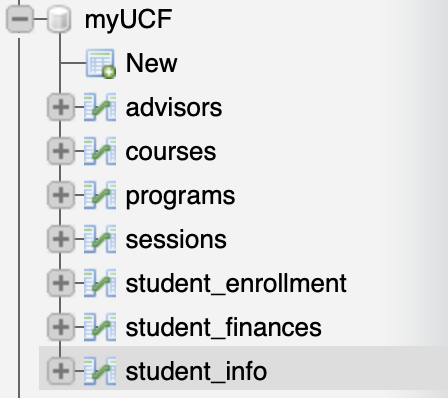 myUCF
New
advisors
courses
programs
sessions
student_enrollment
student_finances
student_info